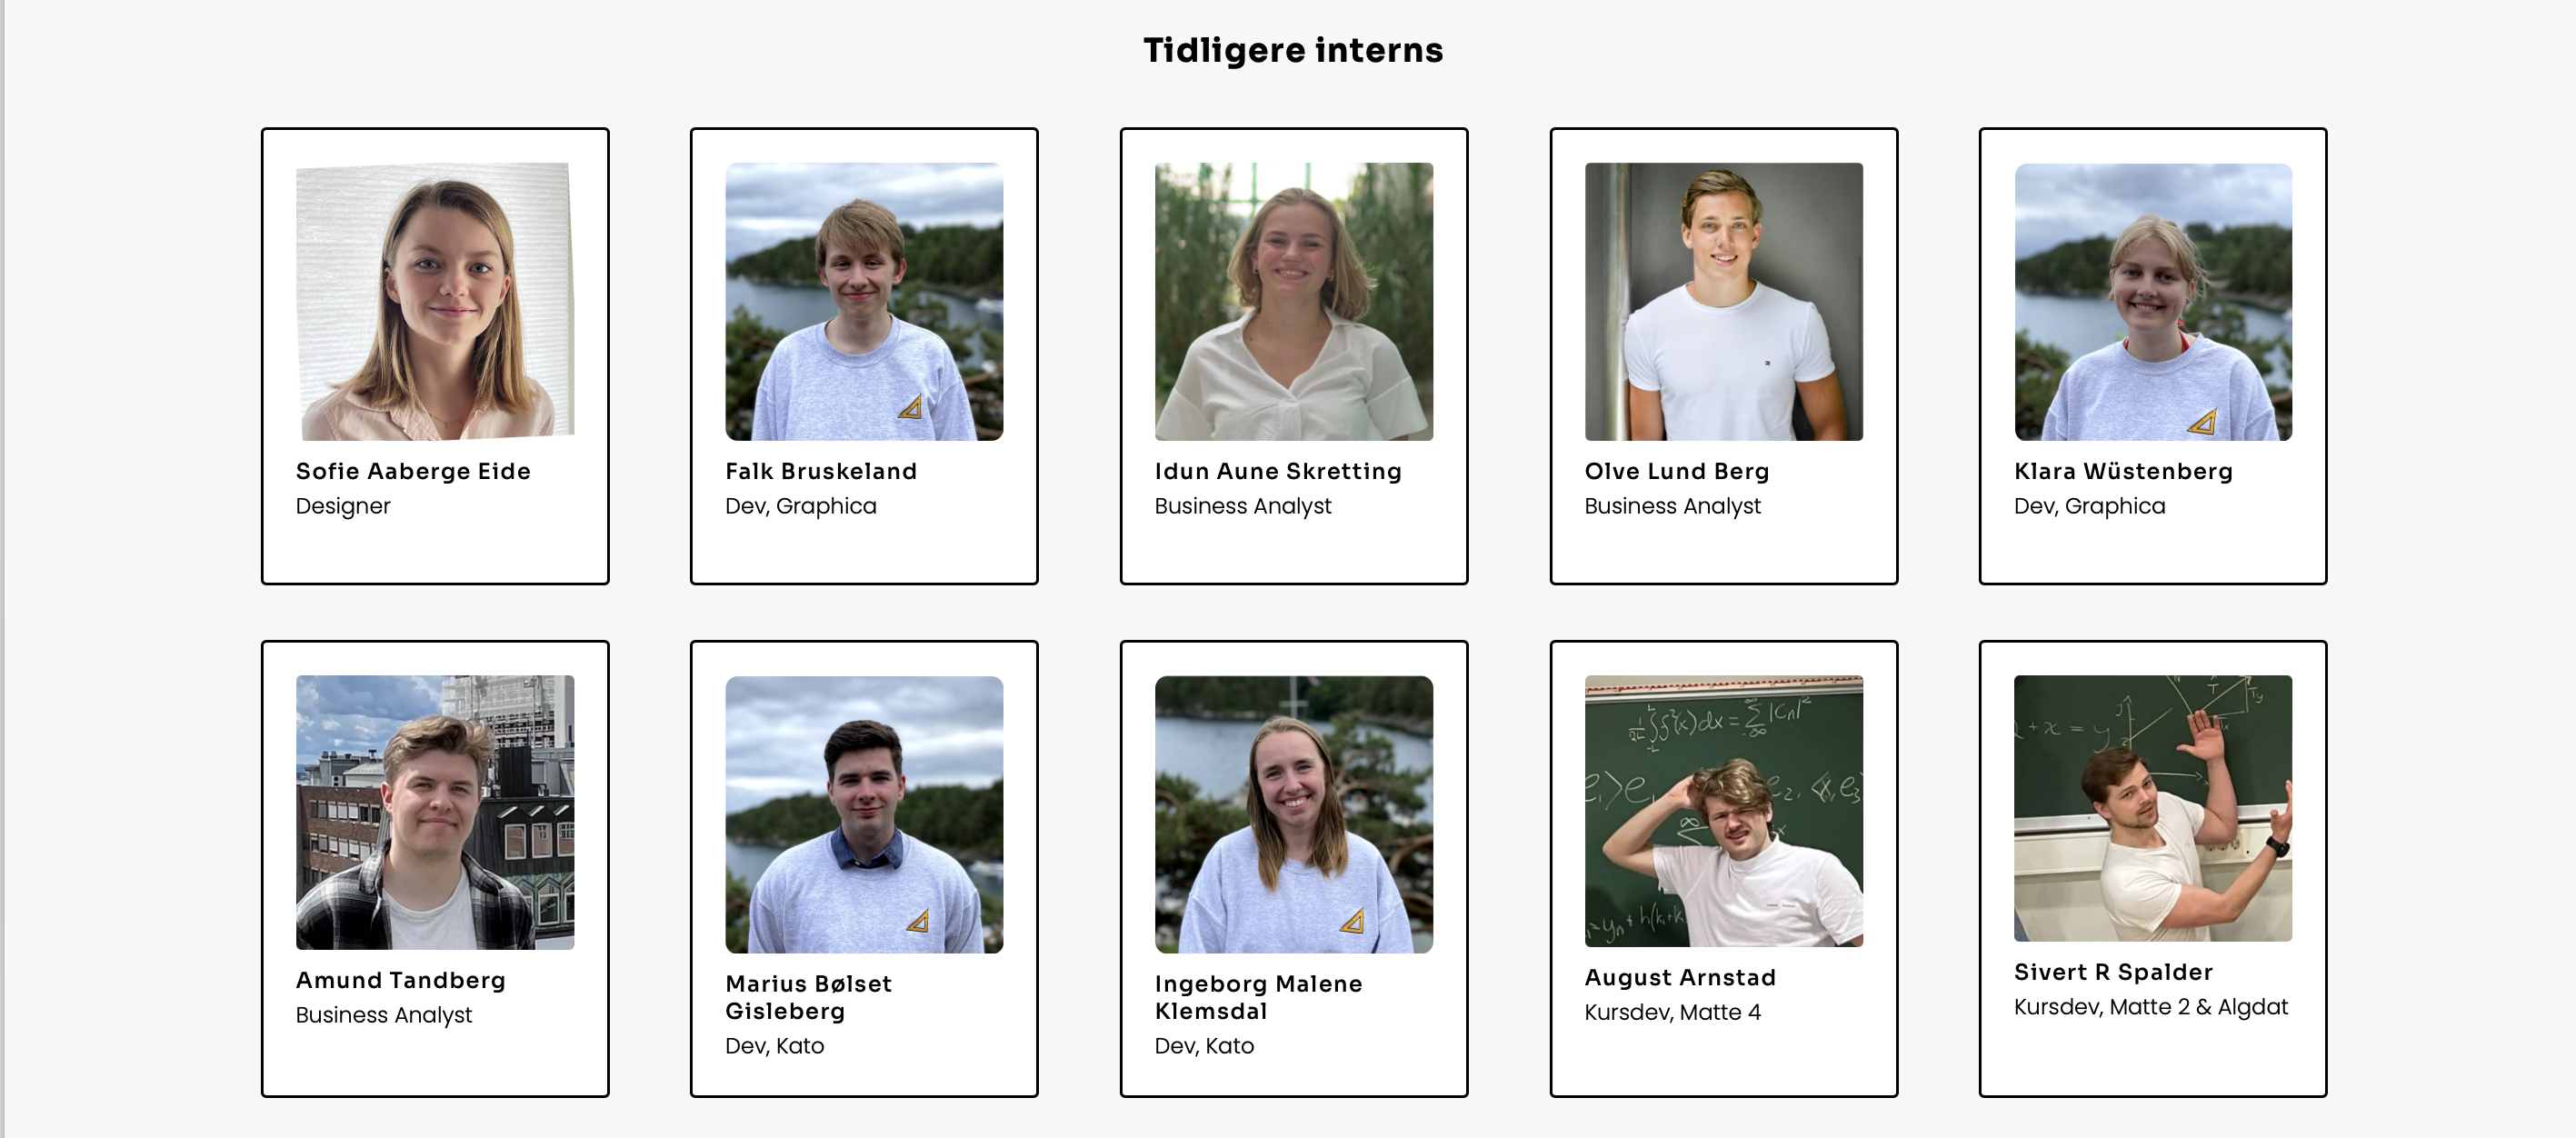 Tidligere interns
Sofie Aaberge Eide
Designer
Falk Bruskeland
Dev, Graphica
Idun Aune Skretting
Business Analyst
Olve Lund Berg
Business Analyst
Klara Wüstenberg
Dev, Graphica
Amund Tandberg
Business Analyst
Marius Bølset
Gisleberg
Dev, Kato
Ingeborg Malene
Klemsdal
Dev, Kato
August Arnstad
Kursdev, Matte 4
Sivert R Spalder
Kursdev, Matte 2 & Algdat